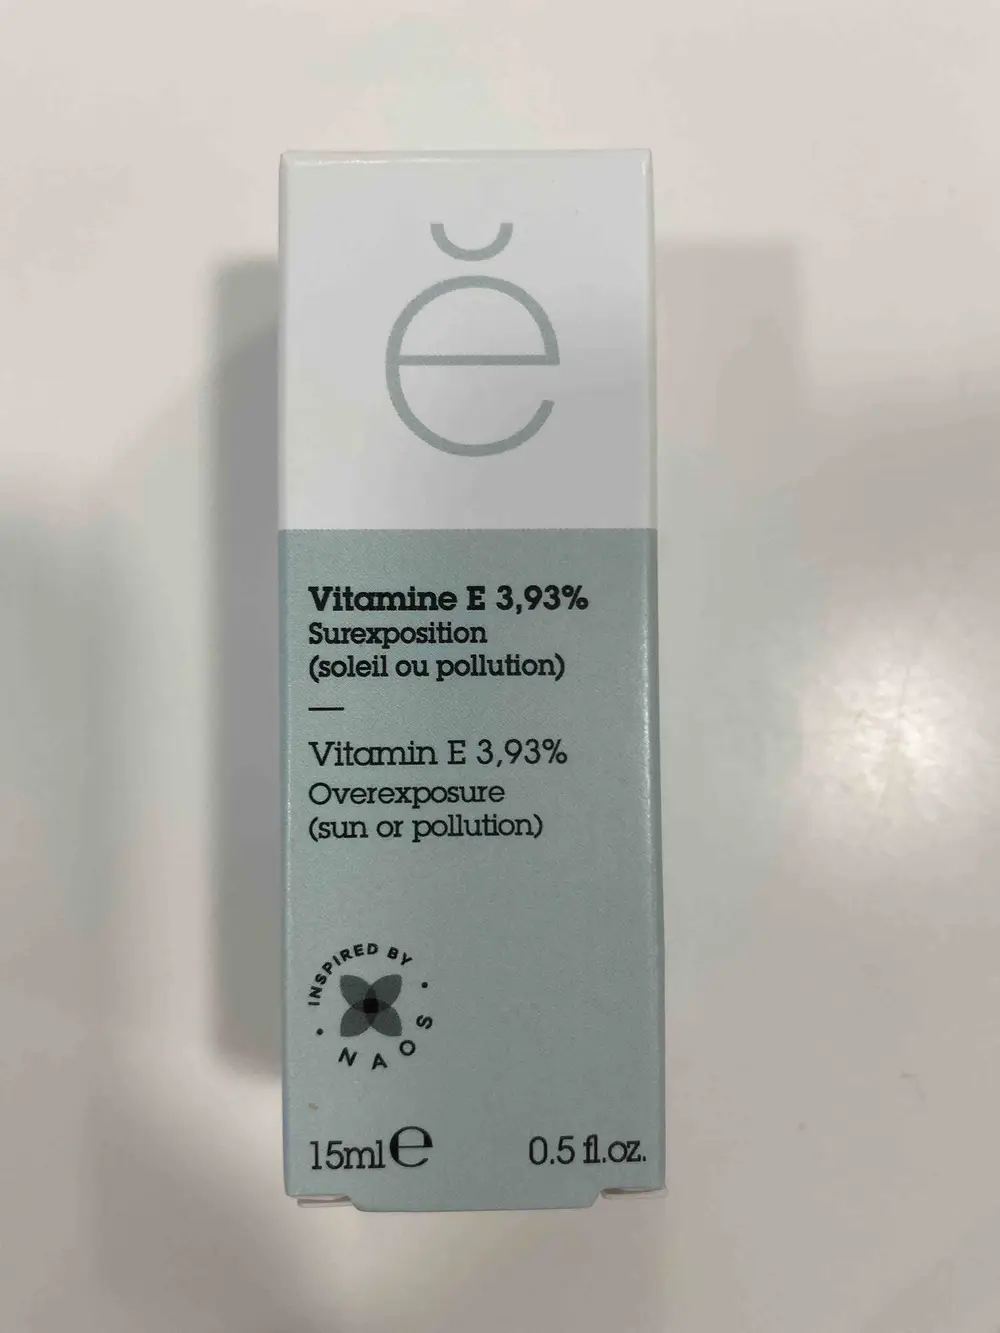 ĕ
Vitamine E 3,93%
Surexposition
(soleil ou pollution)
Vitamin E 3,93%
Overexposure
(sun or pollution)
INSPIRED BY
NAOS
15ml e
0.5 fl.oz.